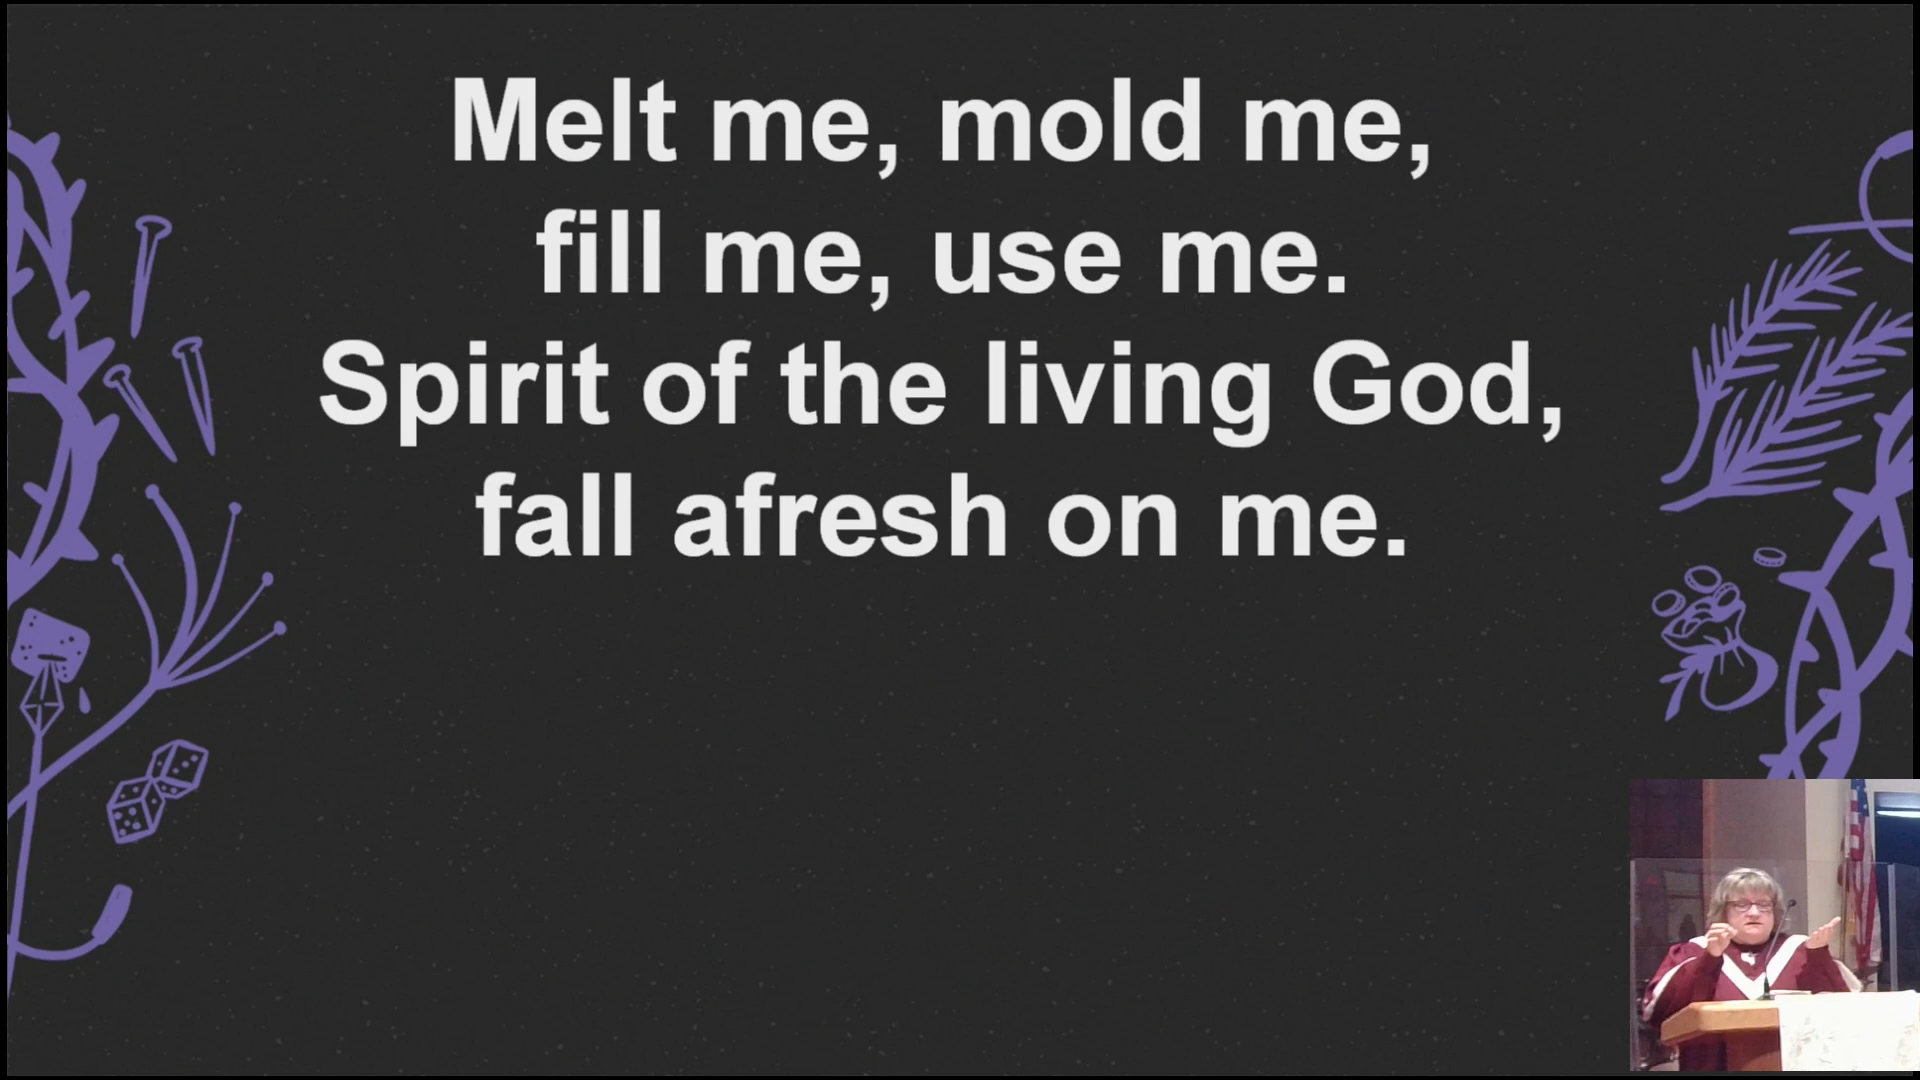 Melt me, mold me,
fill me, use me.
Spirit of the living God,
fall afresh on me.